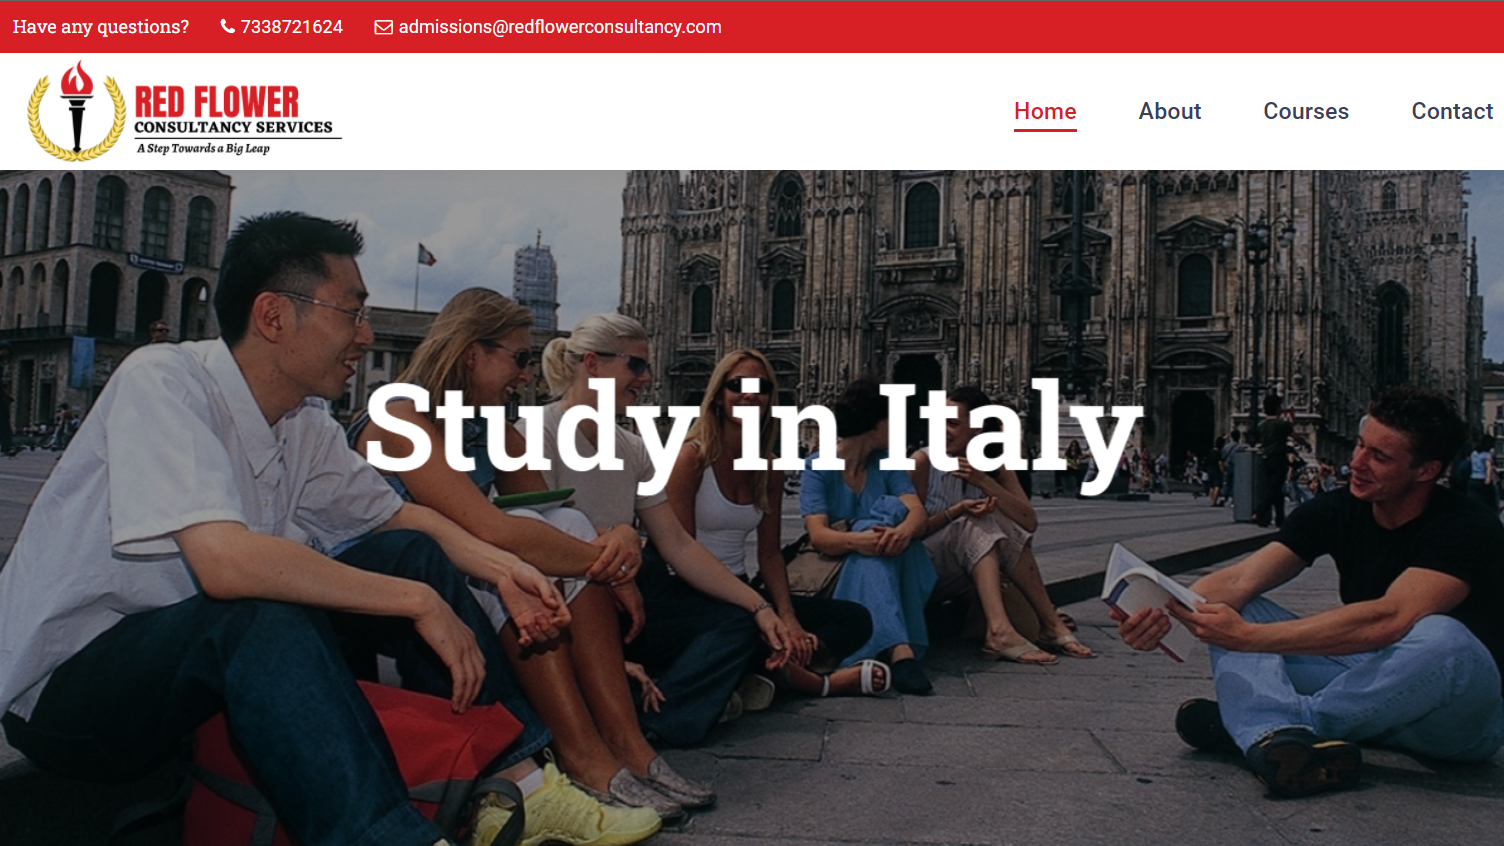 Have any questions? 7338721624 admissions@redflowerconsultancy.com
RED FLOWER
CONSULTANCY SERVICES
A Step Towards a Big Leap
Home About Courses Contact
Study in Italy